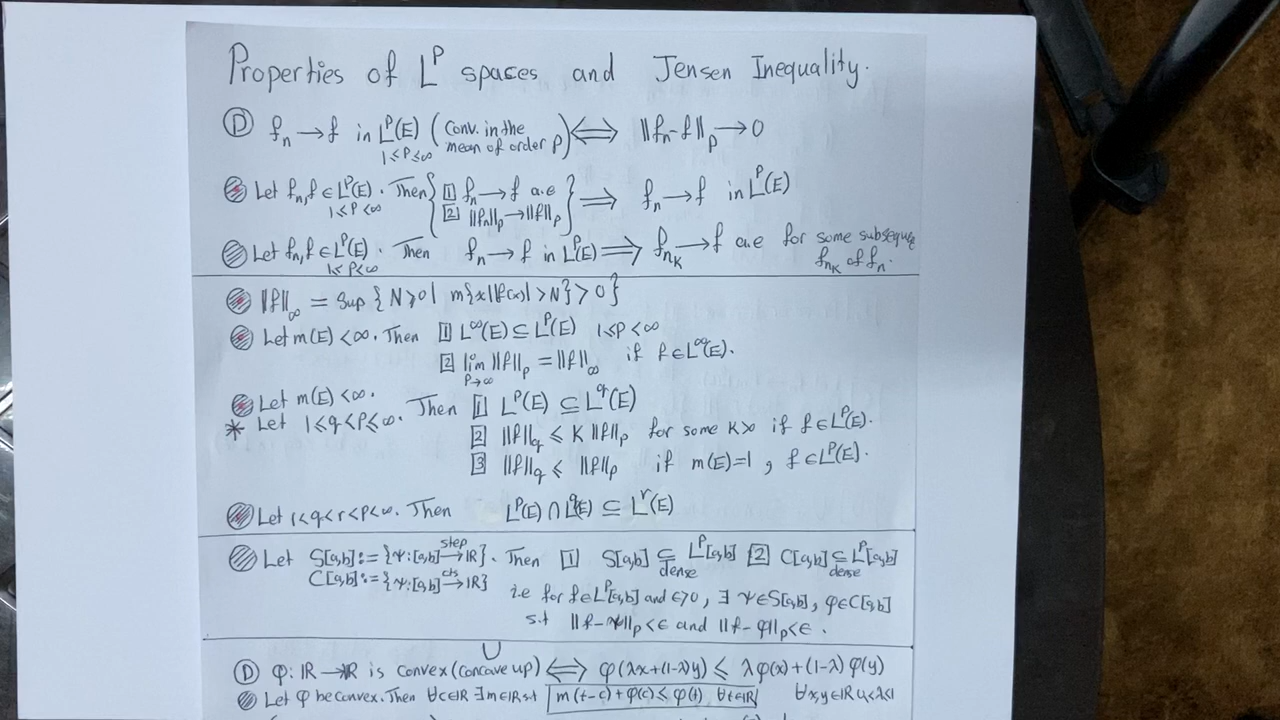 Properties of L^p spaces and Jensen Inequality.
Ⓓ f_n → f in L^p(E) (Conv. in the mean of order p) ⟺ ‖f_n - f‖_p → 0
1 ≤ p ≤ ∞
Let f_n, f ∈ L^p(E). Then { [1] f_n → f a.e
1 ≤ p < ∞ [2] ‖f_n‖_p → ‖f‖_p } ⟹ f_n → f in L^p(E)
Let f_n, f ∈ L^p(E). Then f_n → f in L^p(E) ⟹ f_{n_K} → f a.e for some subseque
1 ≤ p < ∞ f_{n_K} of f_n.
‖f‖_∞ = Sup { N ≥ 0 | m{x||f(x)| > N} > 0 }
Let m(E) < ∞. Then [1] L^∞(E) ⊆ L^p(E) 1 ≤ p < ∞
[2] lim_{p→∞} ‖f‖_p = ‖f‖_∞ if f ∈ L^∞(E).
Let m(E) < ∞.
* Let 1 ≤ q < p ≤ ∞. Then [1] L^p(E) ⊆ L^q(E)
[2] ‖f‖_q ≤ K ‖f‖_p for some K> if f ∈ L^p(E).
[3] ‖f‖_q ≤ ‖f‖_p if m(E)=1, f ∈ L^p(E).
Let 1<q<r<p<∞. Then L^p(E) ∩ L^q(E) ⊆ L^r(E)
Let S[a,b] := {ψ: [a,b] step→ ℝ}. Then [1] S[a,b] ⊆ dense L^p[a,b] [2] C[a,b] ⊆ dense L^p[a,b]
C[a,b] := {ψ: [a,b] cts→ ℝ}
i.e for f ∈ L^p[a,b] and ϵ>0, ∃ ψ ∈ S[a,b], φ ∈ C[a,b]
s.t ‖f - ψ‖_p < ϵ and ‖f - φ‖_p < ϵ.
Ⓓ φ: ℝ → ℝ is convex (concave up) ⟺ φ(λx+(1-λ)y) ≤ λφ(x)+(1-λ)φ(y)
Let φ be convex. Then ∀c∈ℝ ∃m∈ℝ s.t m(t-c)+φ(c) ≤ φ(t) ∀t∈ℝ ∀x,y∈ℝ